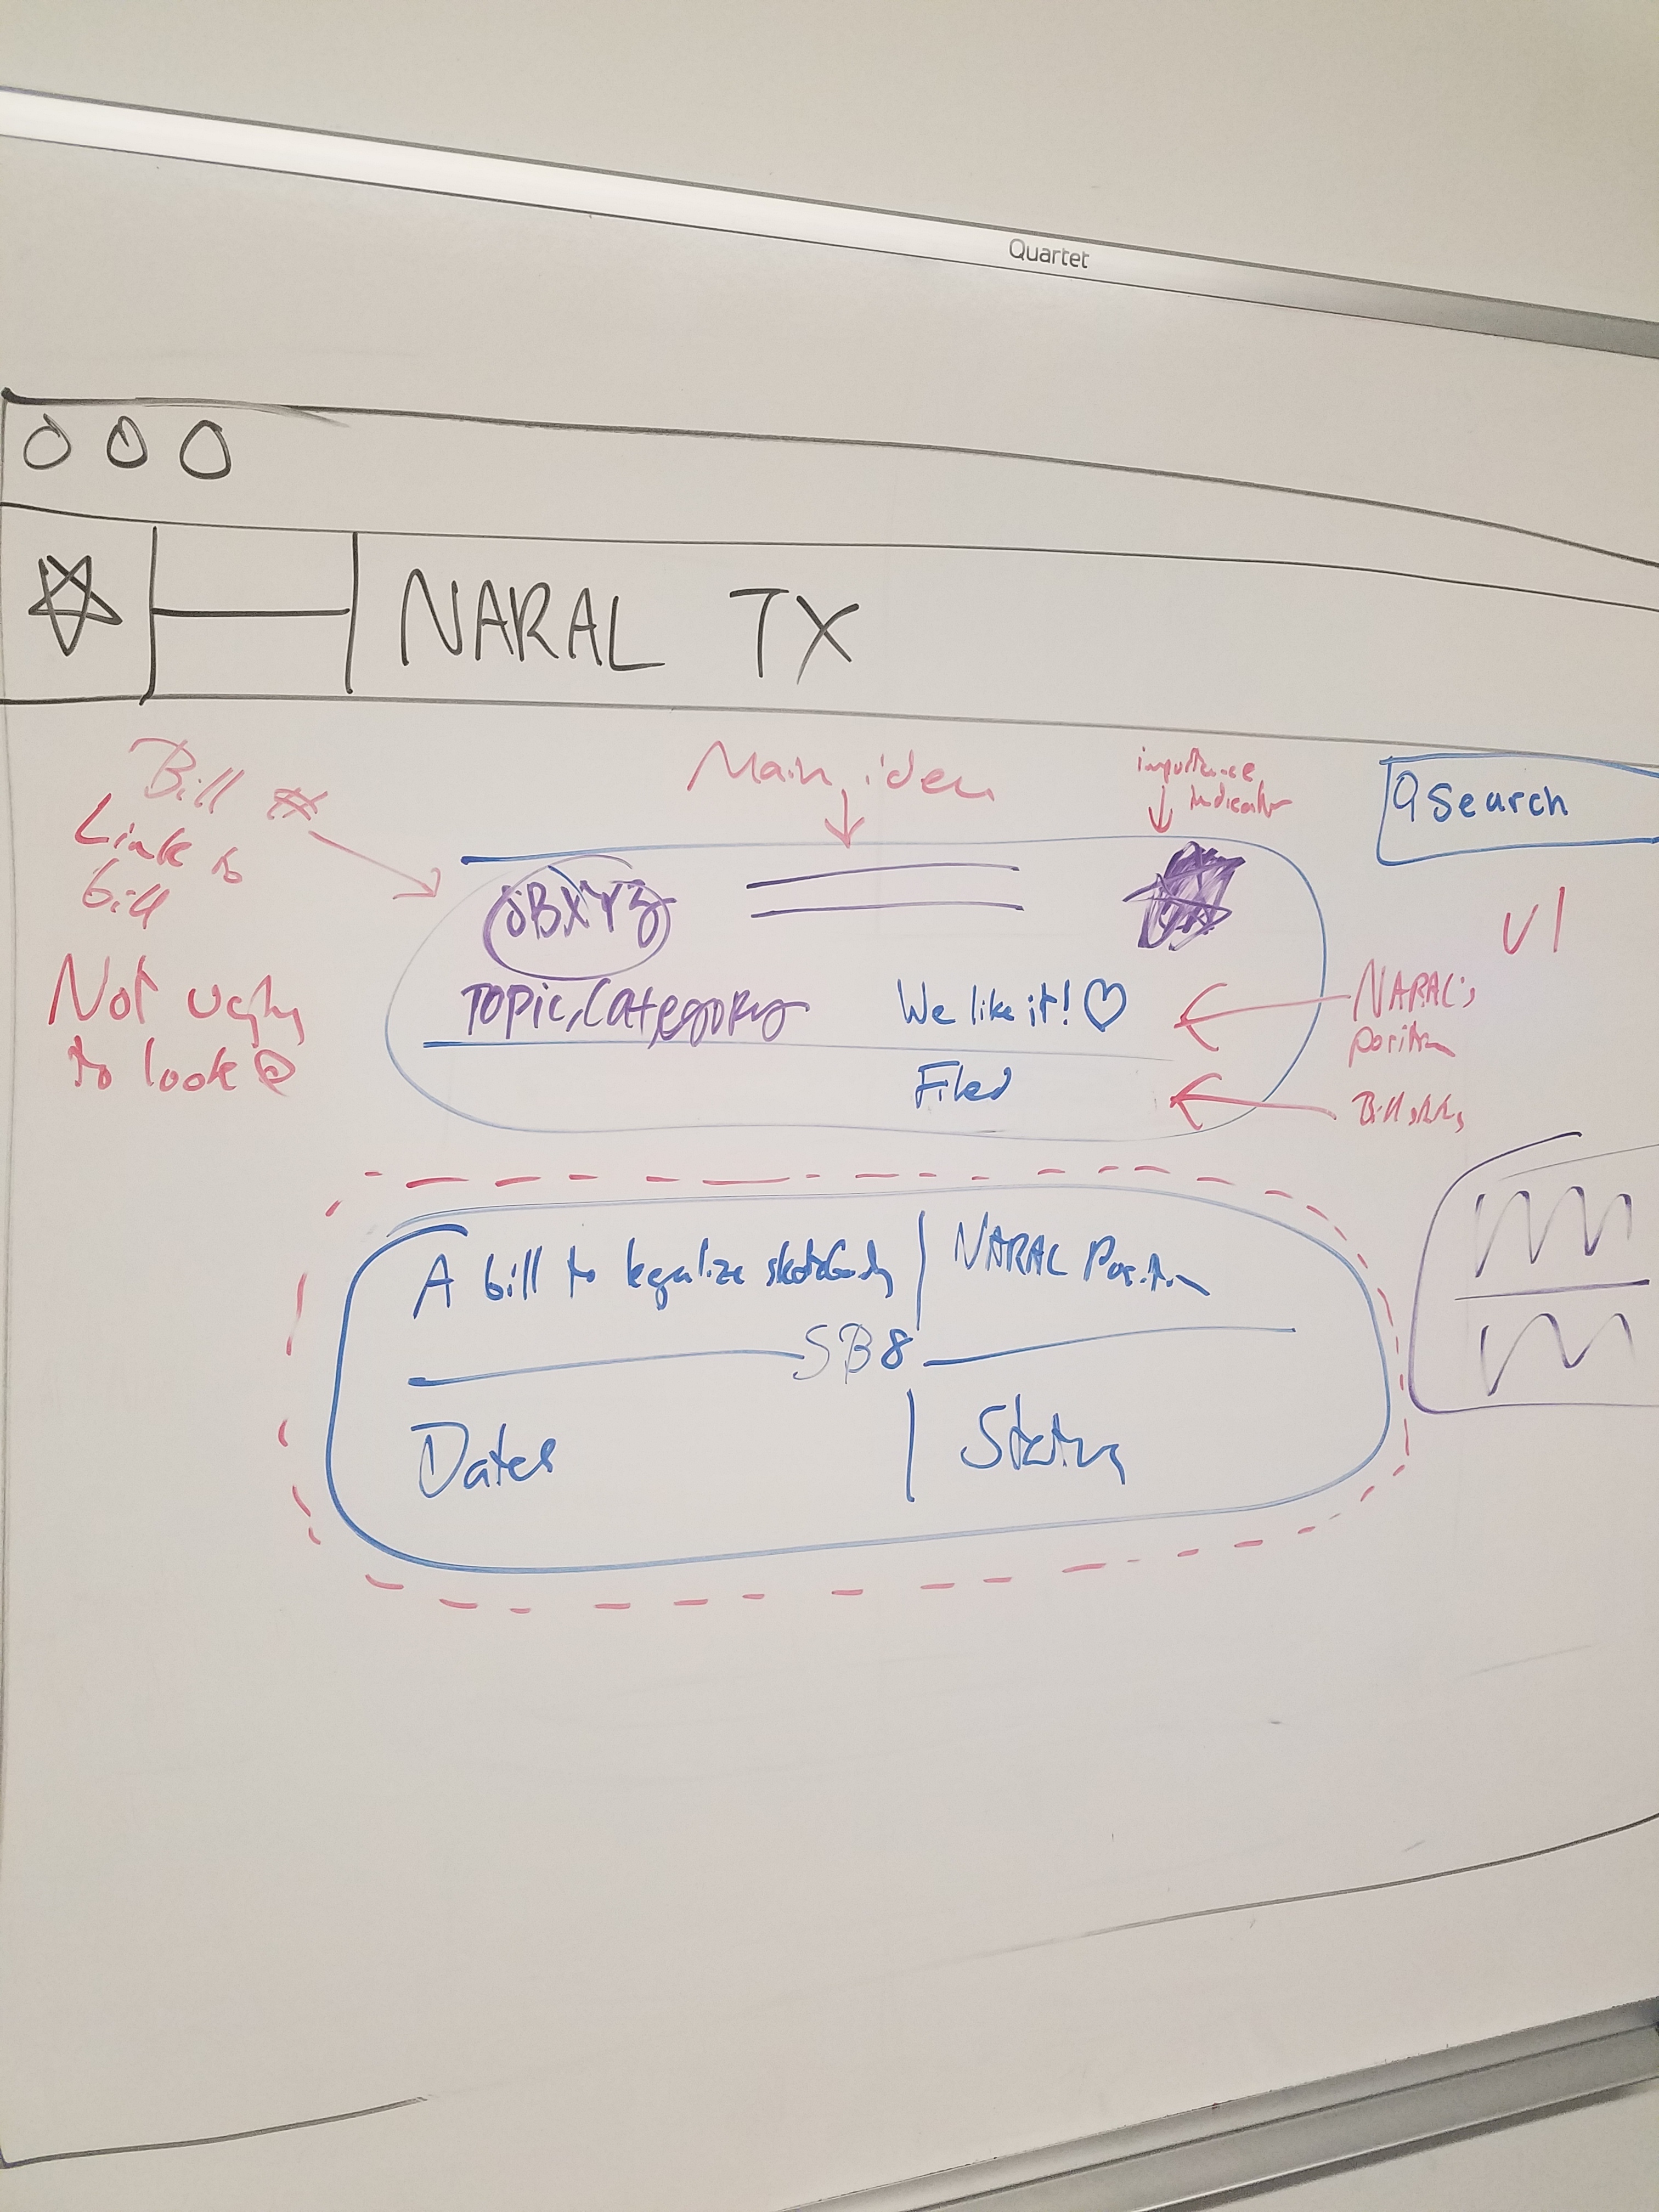 Quartet
NARAL TX
Bill #
Link to
bill
Not ugly
to look @
Main idea
importance
indicator
Search
v1
SBXYZ
Topic/Category
We like it! ♡
Filed
NARAL's
position
Bill status
A bill to legalize
NARAL Position
SB8
Dates
Status